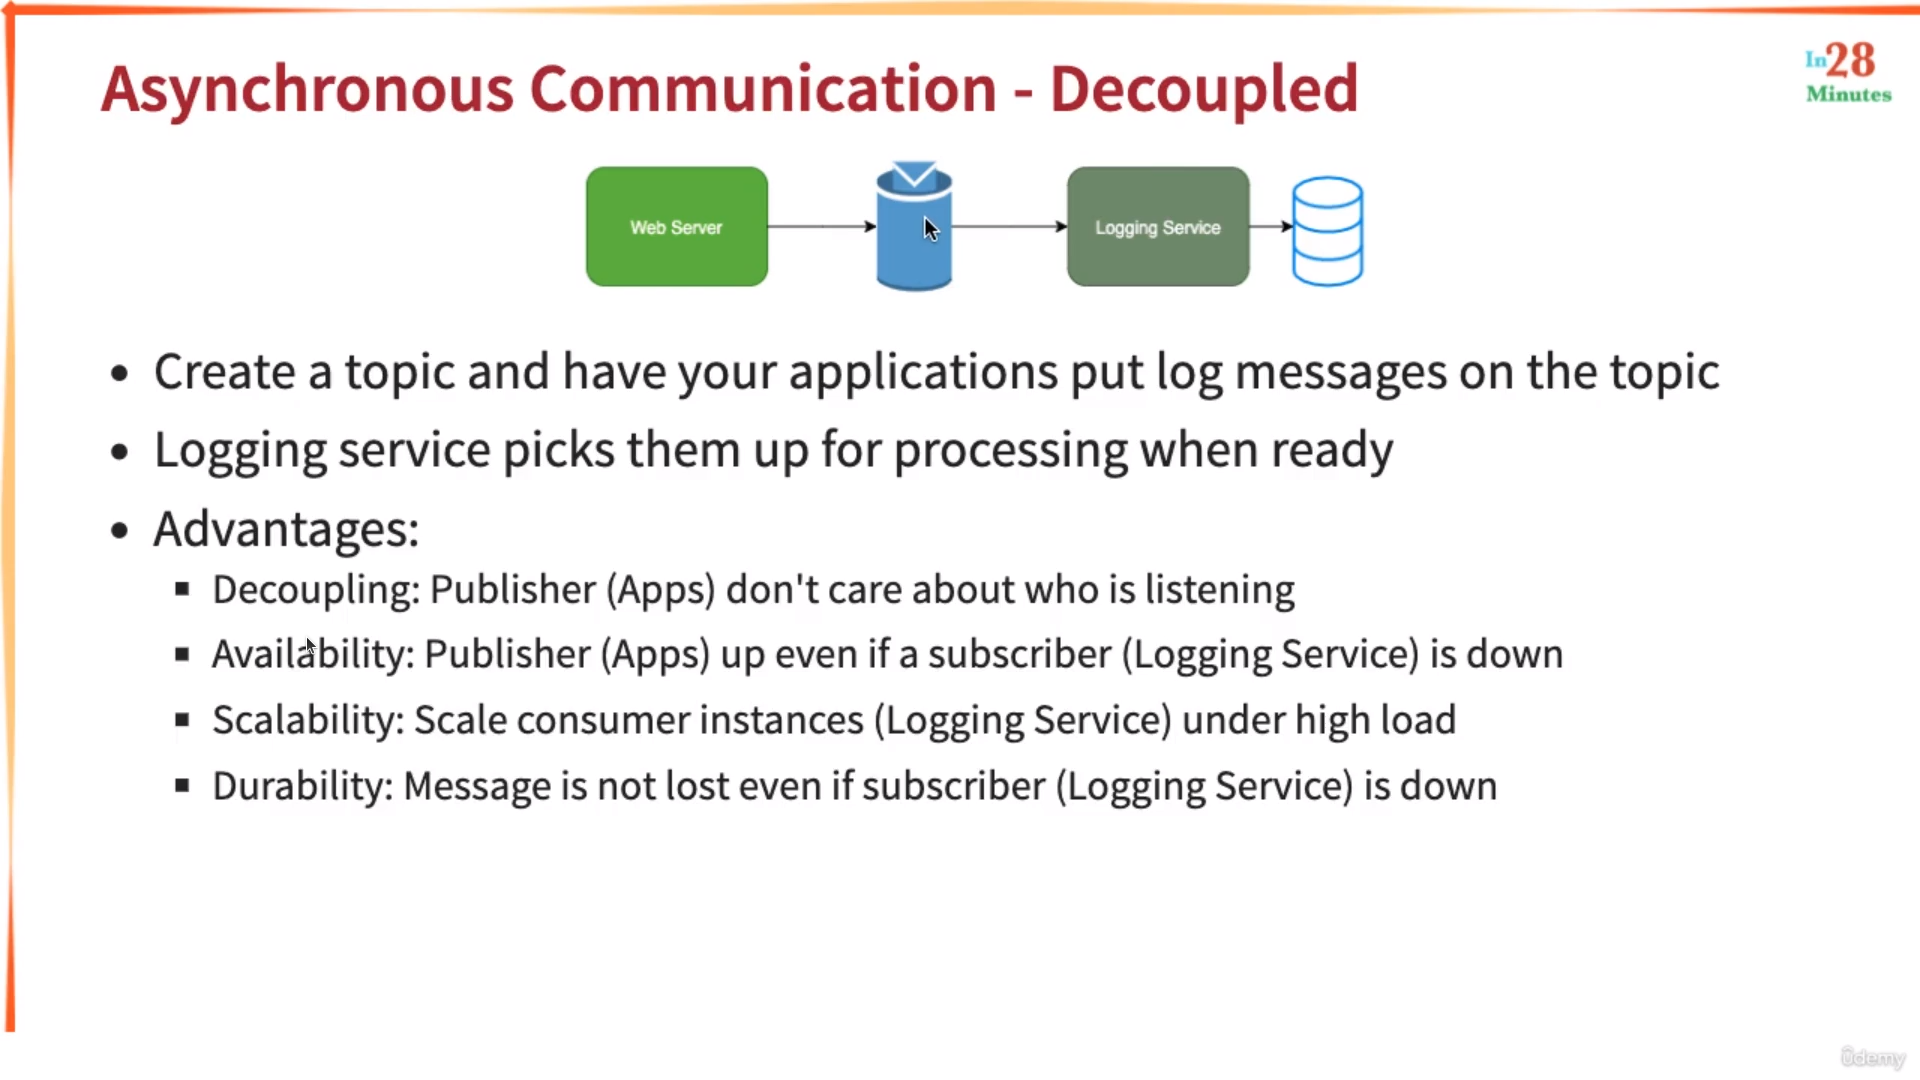 Asynchronous Communication - Decoupled
In28
Minutes
Web Server
Logging Service
• Create a topic and have your applications put log messages on the topic
• Logging service picks them up for processing when ready
• Advantages:
▪ Decoupling: Publisher (Apps) don't care about who is listening
▪ Availability: Publisher (Apps) up even if a subscriber (Logging Service) is down
▪ Scalability: Scale consumer instances (Logging Service) under high load
▪ Durability: Message is not lost even if subscriber (Logging Service) is down
ûdemy